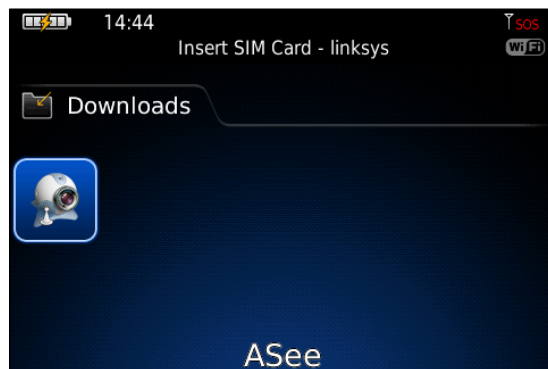 14:44
SOS
Insert SIM Card - linksys
WiFi
Downloads
ASee